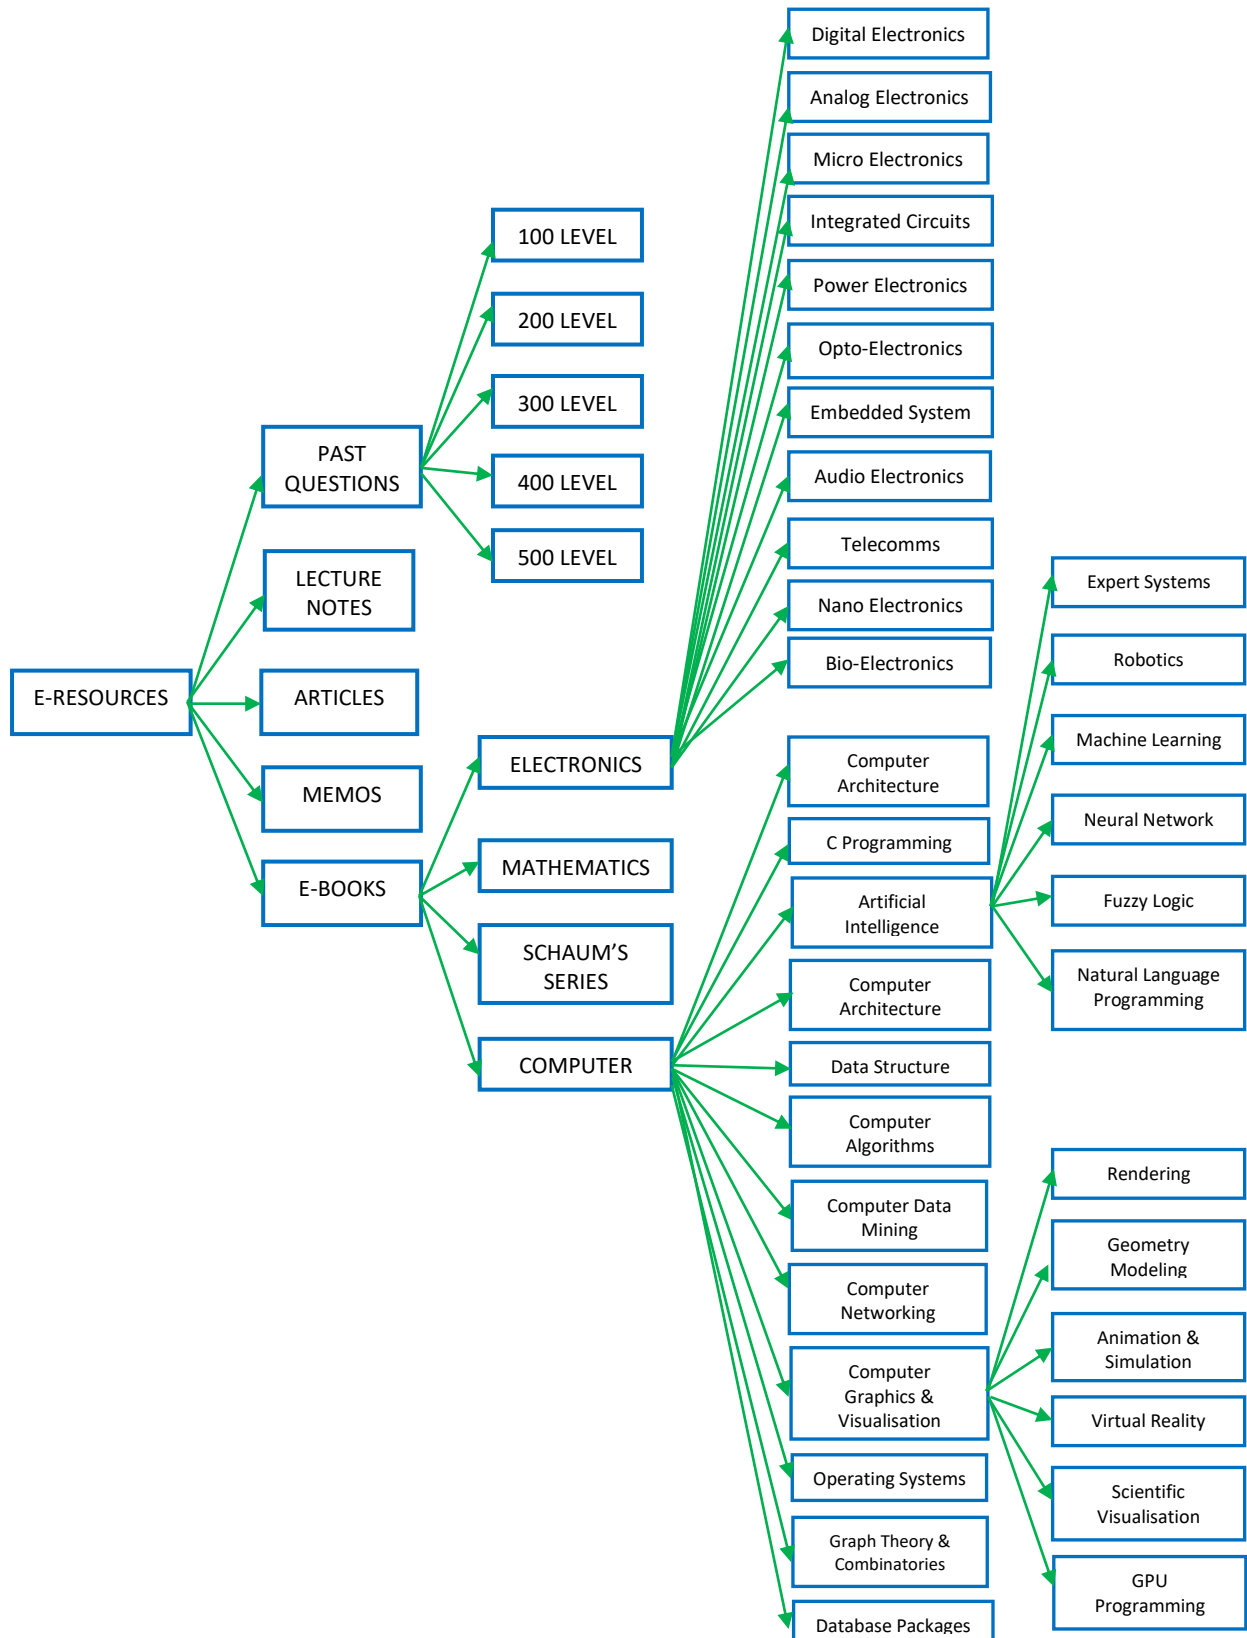 E-RESOURCES
PAST
QUESTIONS
LECTURE
NOTES
ARTICLES
MEMOS
E-BOOKS
100 LEVEL
200 LEVEL
300 LEVEL
400 LEVEL
500 LEVEL
ELECTRONICS
MATHEMATICS
SCHAUM’S
SERIES
COMPUTER
Digital Electronics
Analog Electronics
Micro Electronics
Integrated Circuits
Power Electronics
Opto-Electronics
Embedded System
Audio Electronics
Telecomms
Nano Electronics
Bio-Electronics
Computer
Architecture
C Programming
Artificial
Intelligence
Computer
Architecture
Data Structure
Computer
Algorithms
Computer Data
Mining
Computer
Networking
Computer
Graphics &
Visualisation
Operating Systems
Graph Theory &
Combinatories
Database Packages
Expert Systems
Robotics
Machine Learning
Neural Network
Fuzzy Logic
Natural Language
Programming
Rendering
Geometry
Modeling
Animation &
Simulation
Virtual Reality
Scientific
Visualisation
GPU
Programming